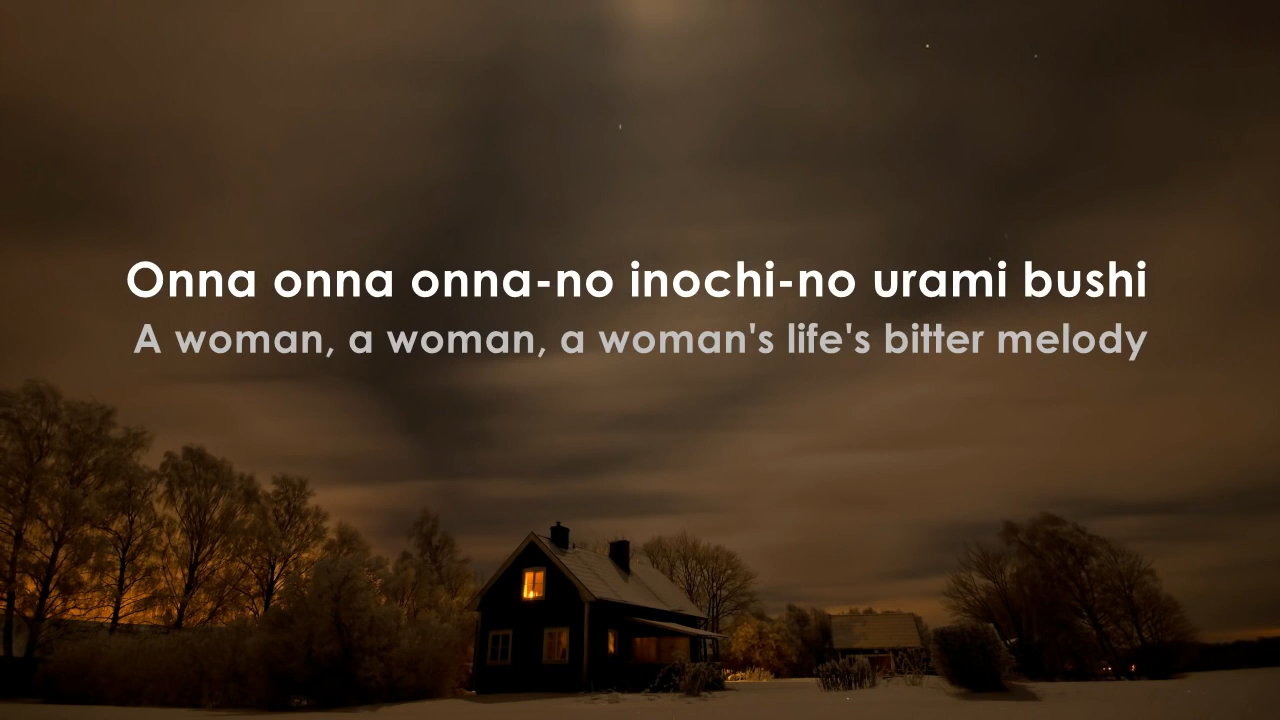 Onna onna onna-no inochi-no urami bushi
A woman, a woman, a woman's life's bitter melody